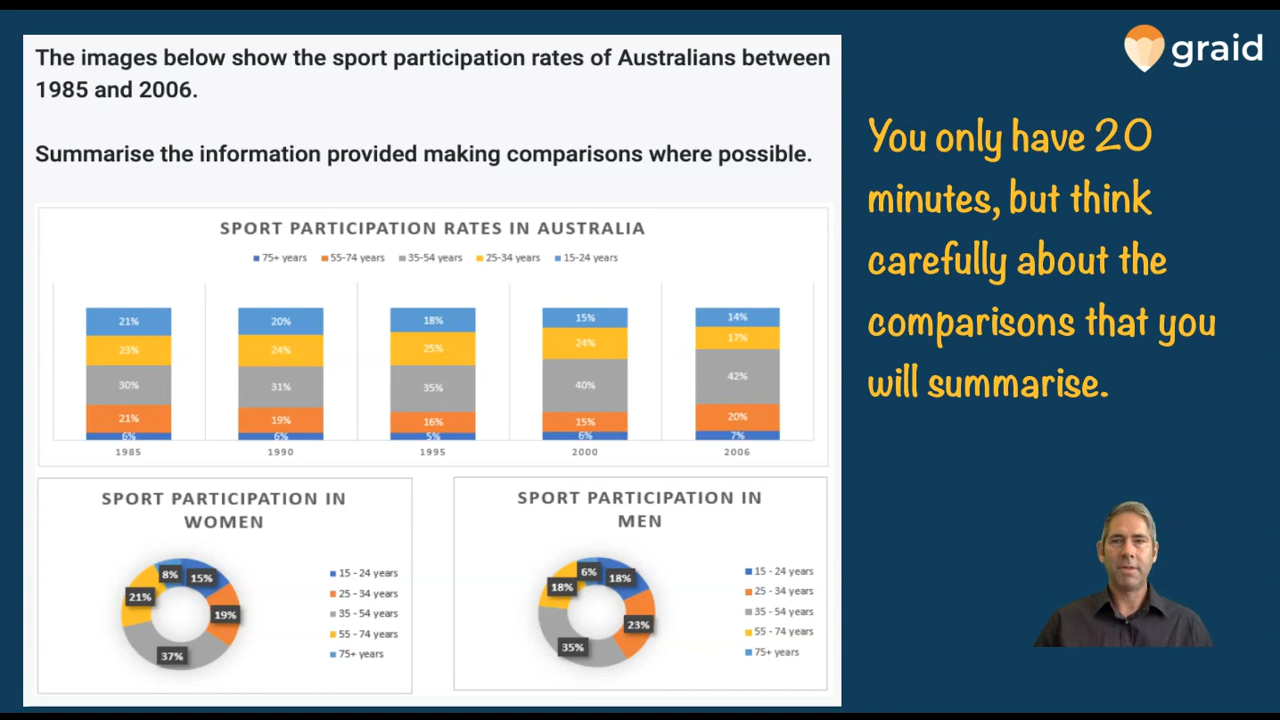 The images below show the sport participation rates of Australians between
1985 and 2006.
Summarise the information provided making comparisons where possible.
graid
You only have 20
minutes, but think
carefully about the
comparisons that you
will summarise.
SPORT PARTICIPATION RATES IN AUSTRALIA
75+ years 55-74 years 35-54 years 25-34 years 15-24 years
21% 20% 18% 15% 14%
23% 24% 25% 24% 17%
30% 31% 35% 40% 42%
21% 19% 16% 15% 20%
6% 6% 5% 6% 7%
1985 1990 1995 2000 2006
SPORT PARTICIPATION IN
WOMEN
8% 15%
21% 19%
37%
15 - 24 years
25 - 34 years
35 - 54 years
55 - 74 years
75+ years
SPORT PARTICIPATION IN
MEN
6% 18%
18% 23%
35%
15 - 24 years
25 - 34 years
35 - 54 years
55 - 74 years
75+ years